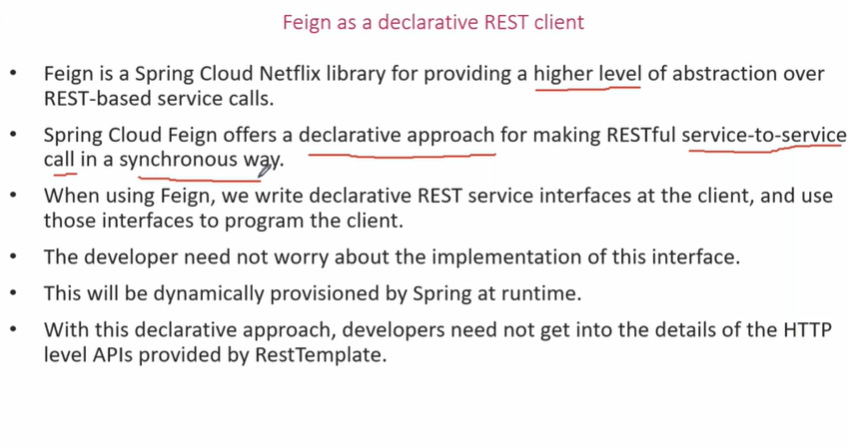 Feign as a declarative REST client
• Feign is a Spring Cloud Netflix library for providing a higher level of abstraction over
REST-based service calls.
• Spring Cloud Feign offers a declarative approach for making RESTful service-to-service
call in a synchronous way.
• When using Feign, we write declarative REST service interfaces at the client, and use
those interfaces to program the client.
• The developer need not worry about the implementation of this interface.
• This will be dynamically provisioned by Spring at runtime.
• With this declarative approach, developers need not get into the details of the HTTP
level APIs provided by RestTemplate.